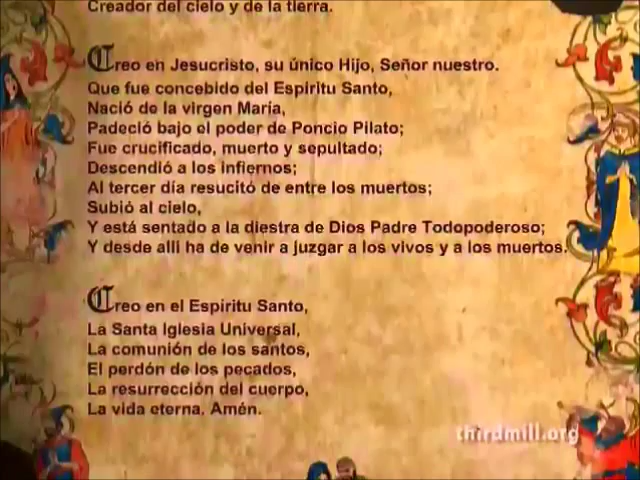 Creador del cielo y de la tierra.
Creo en Jesucristo, su único Hijo, Señor nuestro.
Que fue concebido del Espiritu Santo,
Nació de la virgen María,
Padeció bajo el poder de Poncio Pilato;
Fue crucificado, muerto y sepultado;
Descendió a los infiernos;
Al tercer día resucitó de entre los muertos;
Subió al cielo,
Y está sentado a la diestra de Dios Padre Todopoderoso;
Y desde allí ha de venir a juzgar a los vivos y a los muertos.
Creo en el Espiritu Santo,
La Santa Iglesia Universal,
La comunión de los santos,
El perdón de los pecados,
La resurrección del cuerpo,
La vida eterna. Amén.
thirdmill.org